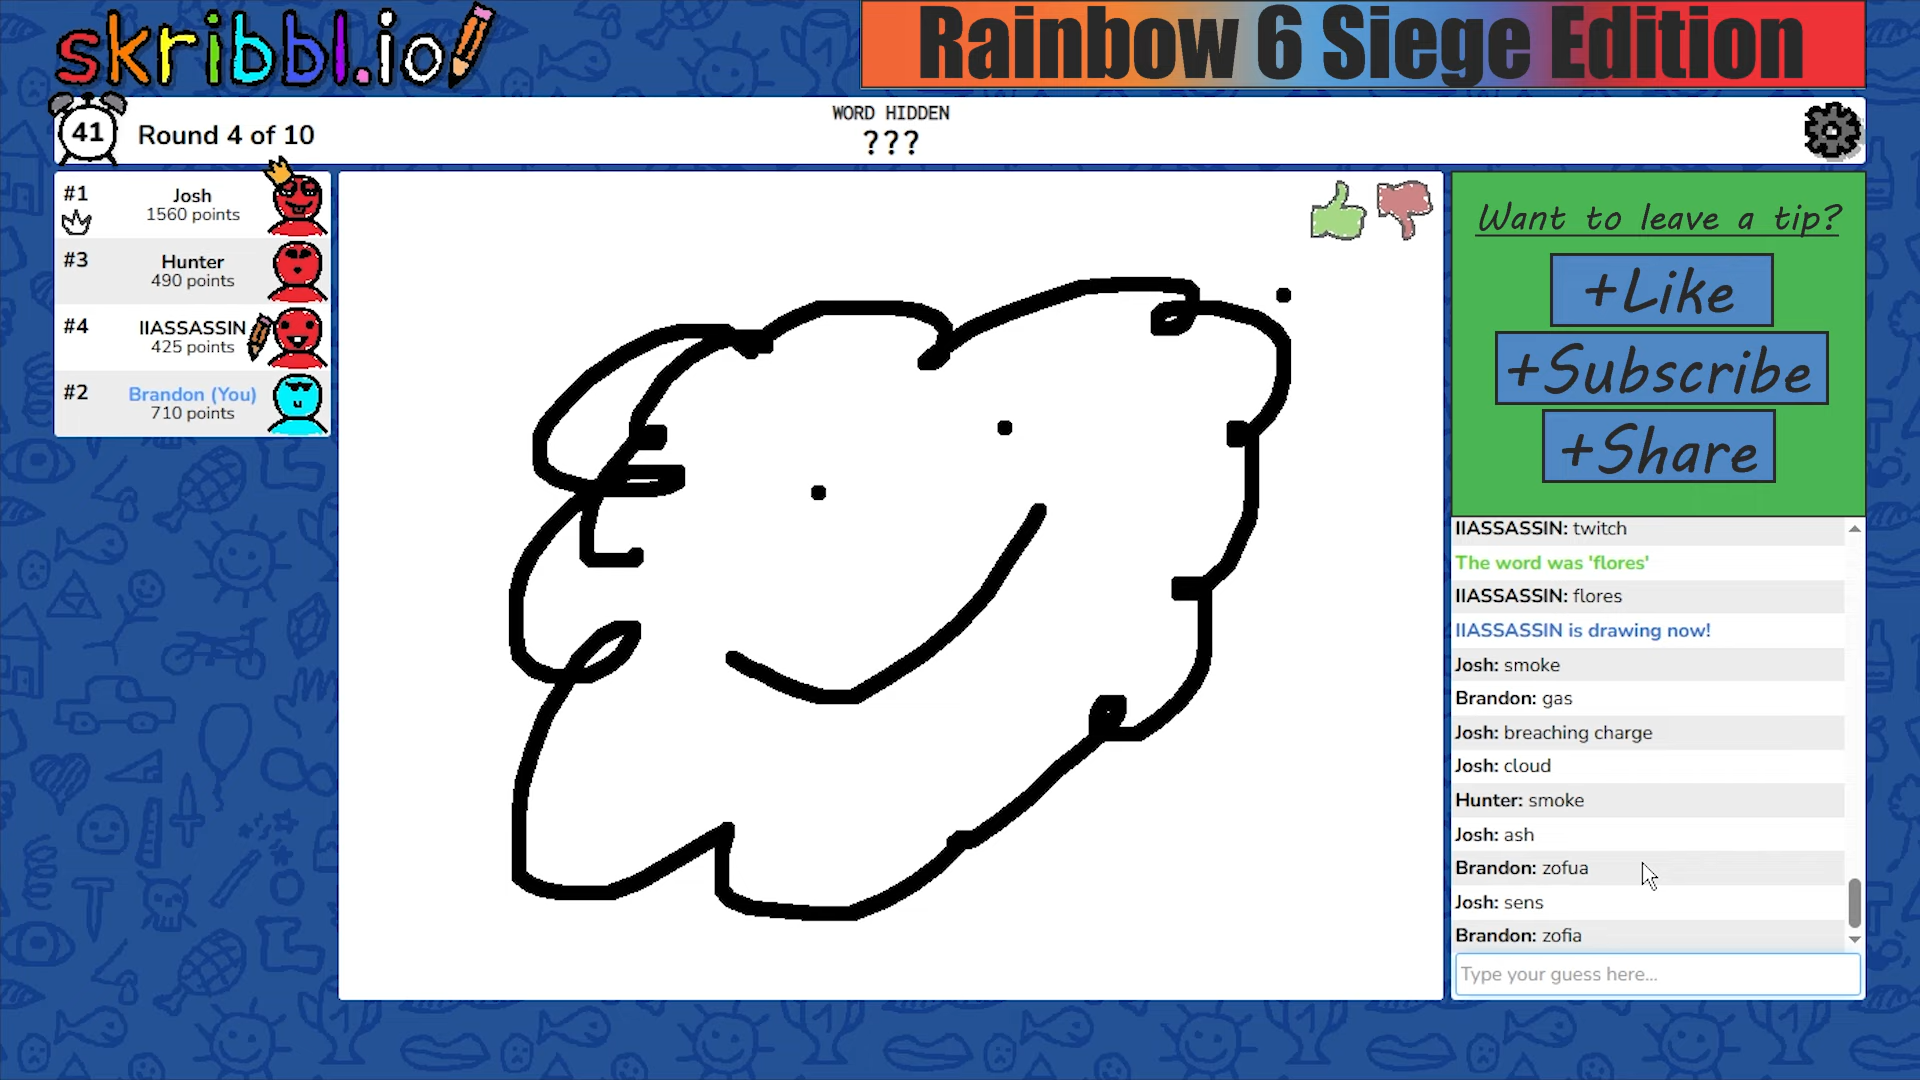 skribbl.io
Rainbow 6 Siege Edition
41
Round 4 of 10
WORD HIDDEN
???
#1
Josh
1560 points
#3
Hunter
490 points
#4
IIASSASSIN
425 points
#2
Brandon (You)
710 points
Want to leave a tip?
+Like
+Subscribe
+Share
IIASSASSIN: twitch
The word was 'flores'
IIASSASSIN: flores
IIASSASSIN is drawing now!
Josh: smoke
Brandon: gas
Josh: breaching charge
Josh: cloud
Hunter: smoke
Josh: ash
Brandon: zofua
Josh: sens
Brandon: zofia
Type your guess here...